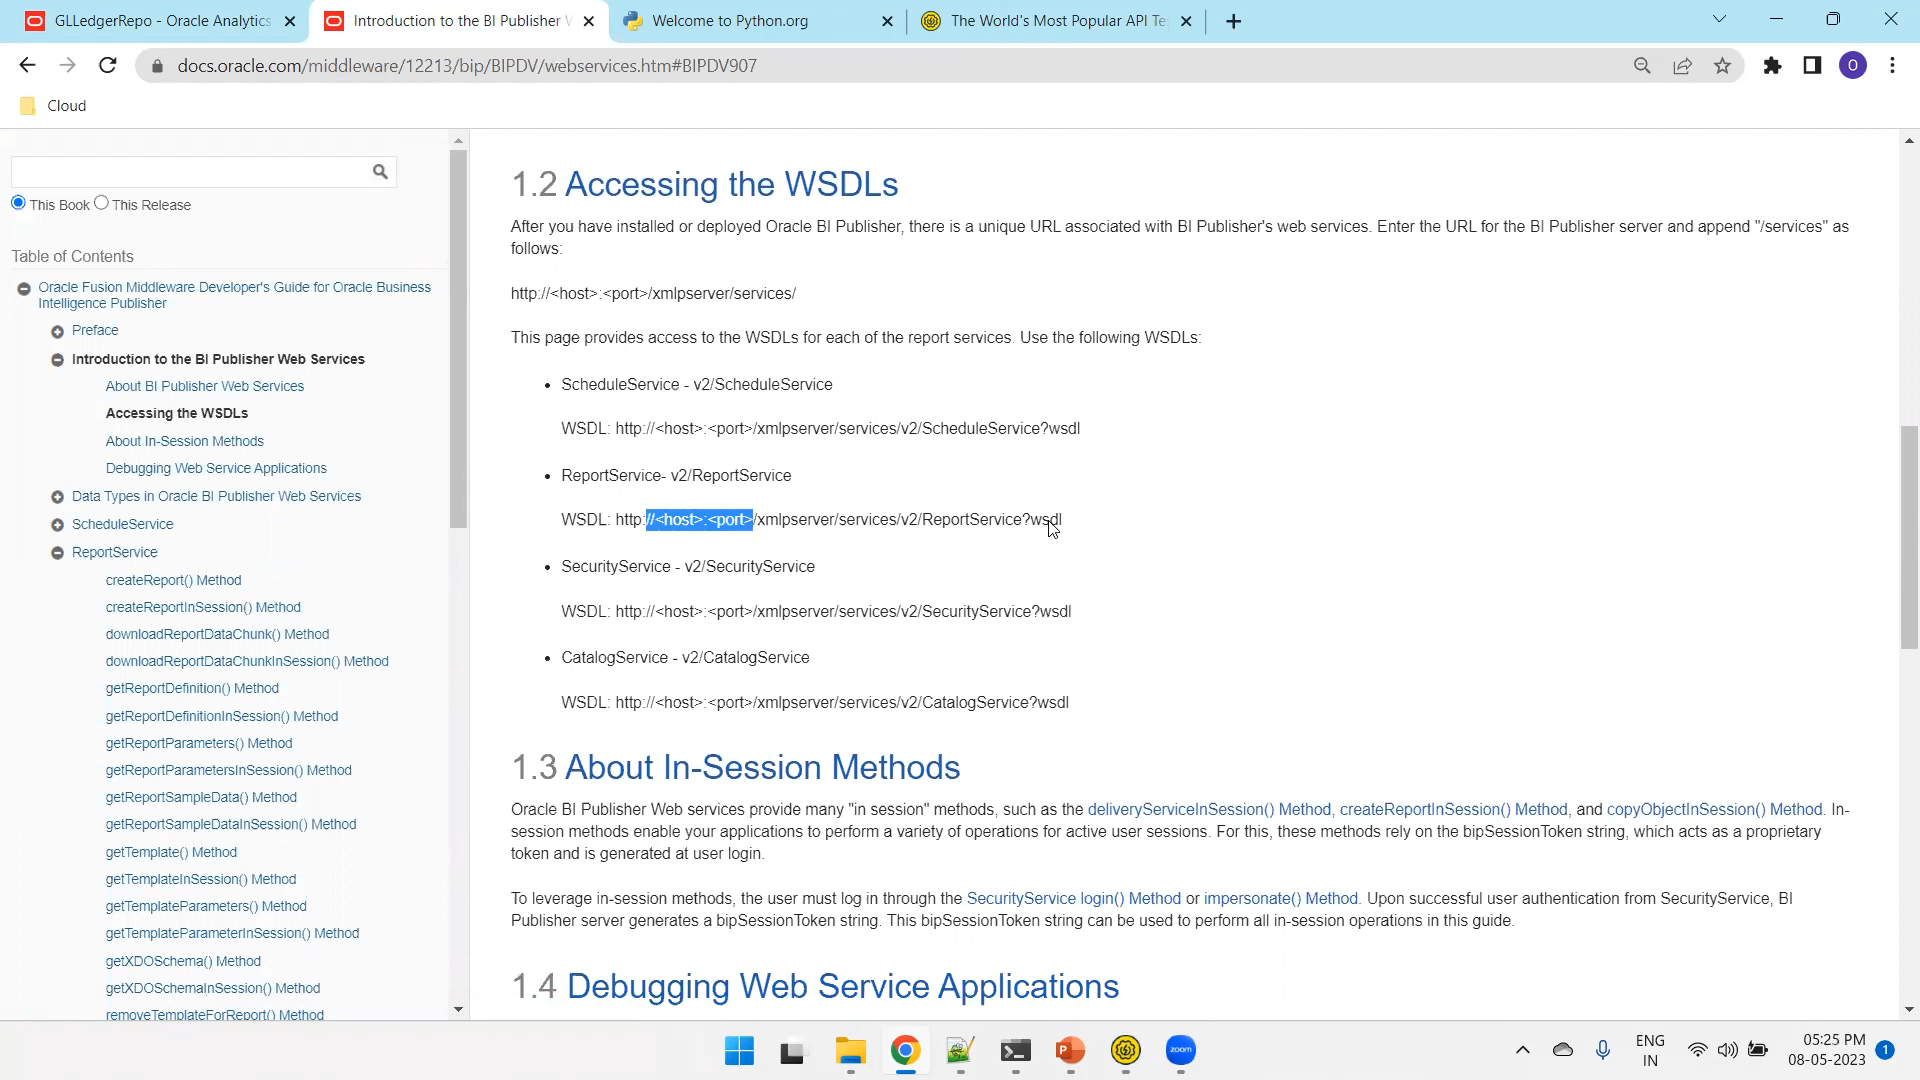 GLLedgerRepo - Oracle Analytics
Introduction to the BI Publisher W
Welcome to Python.org
The World's Most Popular API Te
docs.oracle.com/middleware/12213/bip/BIPDV/webservices.htm#BIPDV907
O
Cloud
This Book This Release
Table of Contents
Oracle Fusion Middleware Developer's Guide for Oracle Business
Intelligence Publisher
Preface
Introduction to the BI Publisher Web Services
About BI Publisher Web Services
Accessing the WSDLs
About In-Session Methods
Debugging Web Service Applications
Data Types in Oracle BI Publisher Web Services
ScheduleService
ReportService
createReport() Method
createReportInSession() Method
downloadReportDataChunk() Method
downloadReportDataChunkInSession() Method
getReportDefinition() Method
getReportDefinitionInSession() Method
getReportParameters() Method
getReportParametersInSession() Method
getReportSampleData() Method
getReportSampleDataInSession() Method
getTemplate() Method
getTemplateInSession() Method
getTemplateParameters() Method
getTemplateParameterInSession() Method
getXDOSchema() Method
getXDOSchemaInSession() Method
removeTemplateForReport() Method
1.2 Accessing the WSDLs
After you have installed or deployed Oracle BI Publisher, there is a unique URL associated with BI Publisher's web services. Enter the URL for the BI Publisher server and append "/services" as
follows:
http://<host>:<port>/xmlpserver/services/
This page provides access to the WSDLs for each of the report services. Use the following WSDLs:
• ScheduleService - v2/ScheduleService
WSDL: http://<host>:<port>/xmlpserver/services/v2/ScheduleService?wsdl
• ReportService- v2/ReportService
WSDL: http://<host>:<port>/xmlpserver/services/v2/ReportService?wsdl
• SecurityService - v2/SecurityService
WSDL: http://<host>:<port>/xmlpserver/services/v2/SecurityService?wsdl
• CatalogService - v2/CatalogService
WSDL: http://<host>:<port>/xmlpserver/services/v2/CatalogService?wsdl
1.3 About In-Session Methods
Oracle BI Publisher Web services provide many "in session" methods, such as the deliveryServiceInSession() Method, createReportInSession() Method, and copyObjectInSession() Method. In-
session methods enable your applications to perform a variety of operations for active user sessions. For this, these methods rely on the bipSessionToken string, which acts as a proprietary
token and is generated at user login.
To leverage in-session methods, the user must log in through the SecurityService login() Method or impersonate() Method. Upon successful user authentication from SecurityService, BI
Publisher server generates a bipSessionToken string. This bipSessionToken string can be used to perform all in-session operations in this guide.
1.4 Debugging Web Service Applications
zoom
ENG
IN
05:25 PM
08-05-2023
1